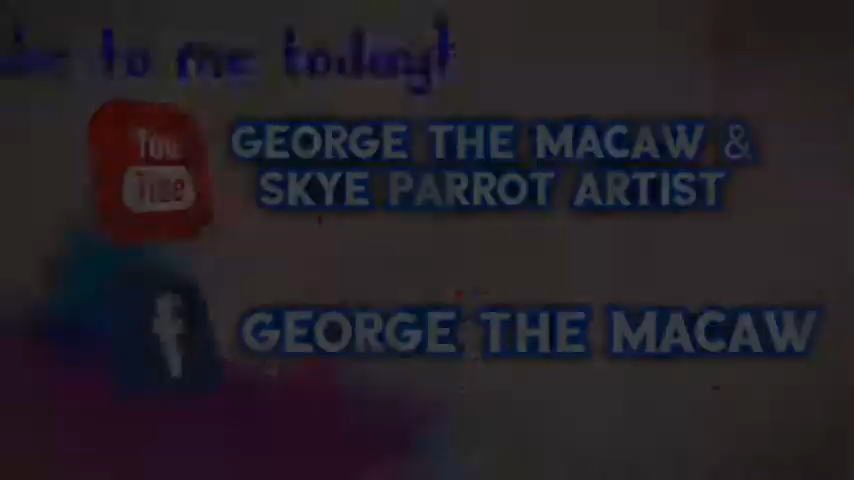 to me today!
You
Tube
GEORGE THE MACAW &
SKYE PARROT ARTIST
f
GEORGE THE MACAW